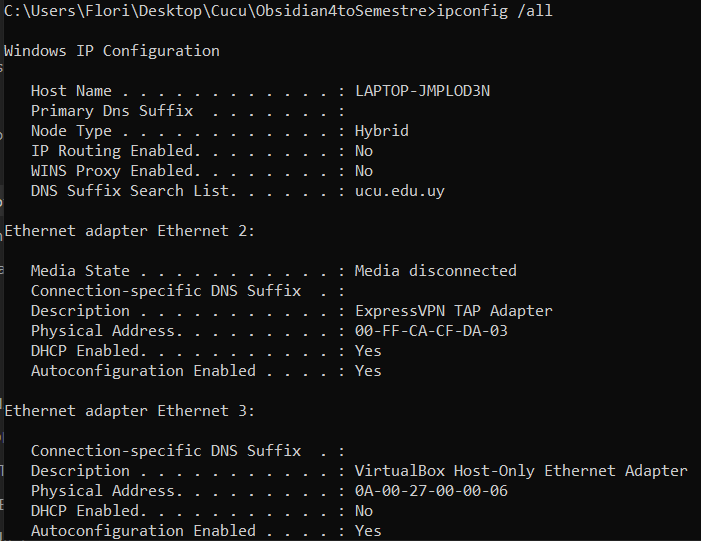 C:\Users\Flori\Desktop\Cucu\Obsidian4toSemestre>ipconfig /all
Windows IP Configuration
Host Name . . . . . . . . . . . . : LAPTOP-JMPLOD3N
Primary Dns Suffix  . . . . . . . :
Node Type . . . . . . . . . . . . : Hybrid
IP Routing Enabled. . . . . . . . : No
WINS Proxy Enabled. . . . . . . . : No
DNS Suffix Search List. . . . . . : ucu.edu.uy
Ethernet adapter Ethernet 2:
Media State . . . . . . . . . . . : Media disconnected
Connection-specific DNS Suffix  . :
Description . . . . . . . . . . . : ExpressVPN TAP Adapter
Physical Address. . . . . . . . . : 00-FF-CA-CF-DA-03
DHCP Enabled. . . . . . . . . . . : Yes
Autoconfiguration Enabled . . . . : Yes
Ethernet adapter Ethernet 3:
Connection-specific DNS Suffix  . :
Description . . . . . . . . . . . : VirtualBox Host-Only Ethernet Adapter
Physical Address. . . . . . . . . : 0A-00-27-00-00-06
DHCP Enabled. . . . . . . . . . . : No
Autoconfiguration Enabled . . . . : Yes